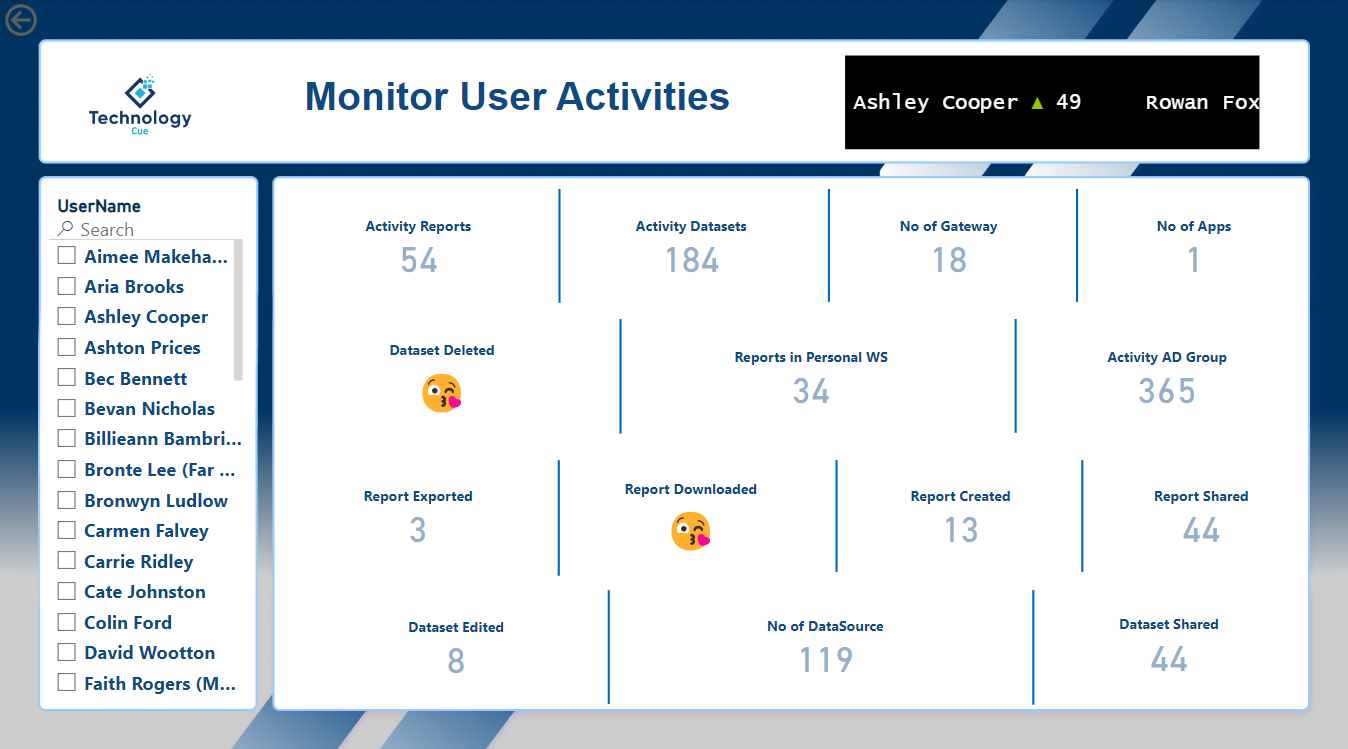 Technology
Cue
Monitor User Activities
Ashley Cooper ▲ 49 Rowan Fox
UserName
Search
Aimee Makeha...
Aria Brooks
Ashley Cooper
Ashton Prices
Bec Bennett
Bevan Nicholas
Billieann Bambri...
Bronte Lee (Far ...
Bronwyn Ludlow
Carmen Falvey
Carrie Ridley
Cate Johnston
Colin Ford
David Wootton
Faith Rogers (M...
Activity Reports
54
Activity Datasets
184
No of Gateway
18
No of Apps
1
Dataset Deleted
😘
Reports in Personal WS
34
Activity AD Group
365
Report Exported
3
Report Downloaded
😘
Report Created
13
Report Shared
44
Dataset Edited
8
No of DataSource
119
Dataset Shared
44